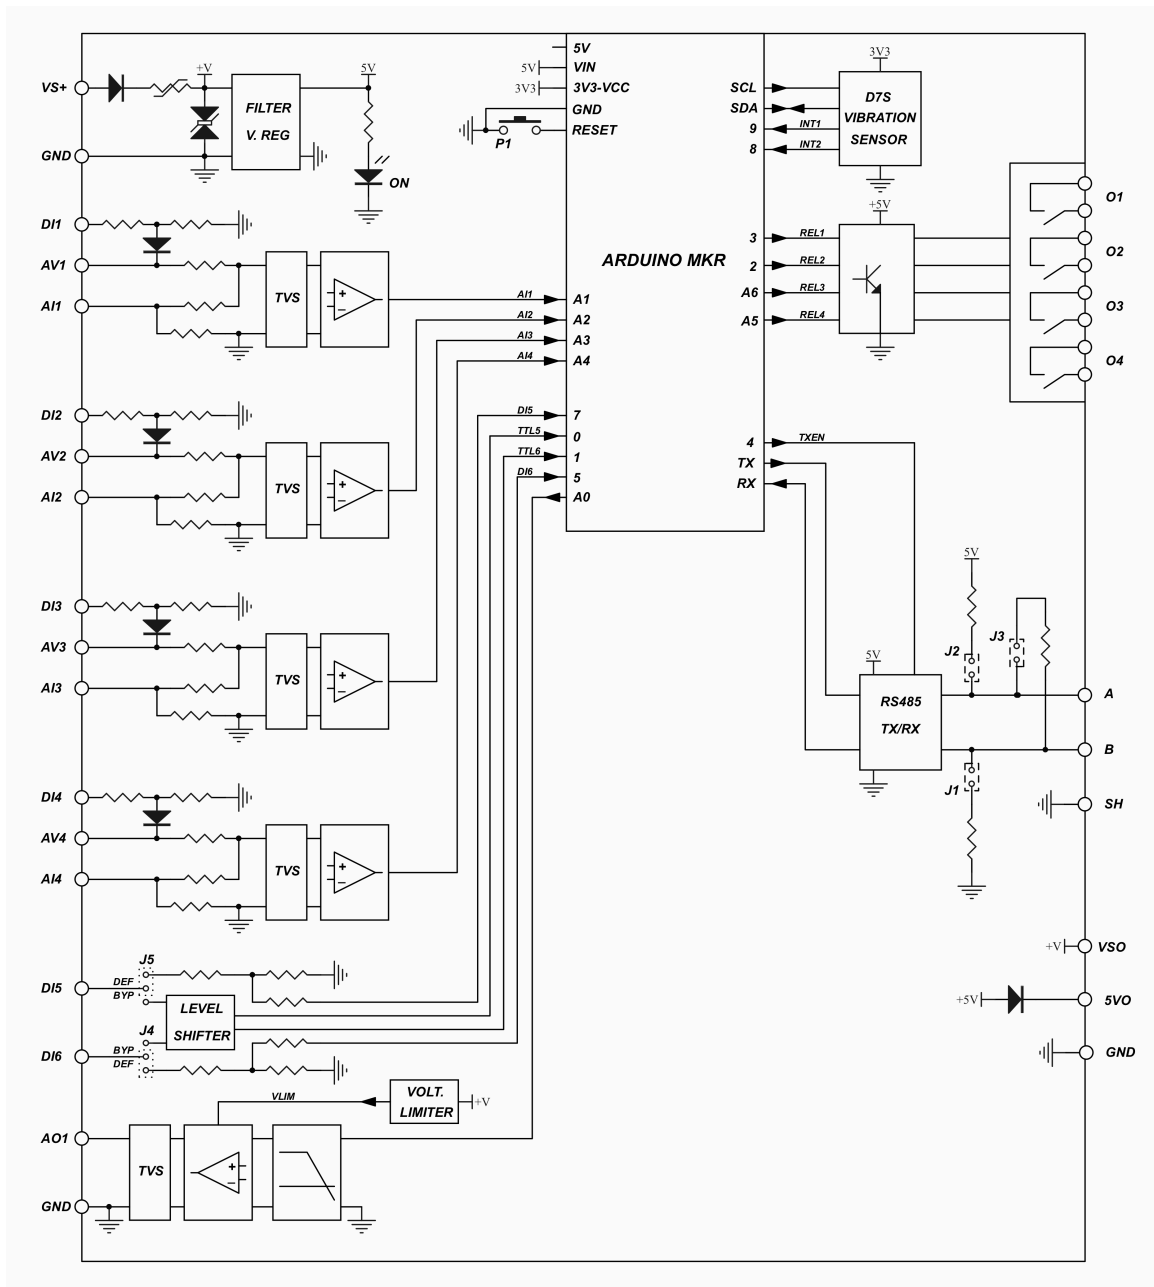 VS+
+V
FILTER
V. REG
5V
GND
ON
5V
VIN
5V
3V3-VCC
3V3
GND
RESET
P1
ARDUINO MKR
SCL
SDA
9
INT1
8
INT2
3V3
D7S
VIBRATION
SENSOR
3
REL1
2
REL2
A6
REL3
A5
REL4
+5V
O1
O2
O3
O4
DI1
AV1
AI1
TVS
+
−
AI1
A1
AI2
A2
AI3
A3
AI4
A4
DI5
7
TTL5
0
TTL6
1
DI6
5
A0
4
TXEN
TX
RX
DI2
AV2
AI2
TVS
+
−
DI3
AV3
AI3
TVS
+
−
5V
J2
J3
5V
RS485
TX/RX
A
B
J1
SH
DI4
AV4
AI4
TVS
+
−
+V
VSO
+5V
5VO
GND
J5
DI5
DEF
BYP
LEVEL
SHIFTER
J4
DI6
BYP
DEF
VLIM
VOLT.
LIMITER
+V
AO1
TVS
+
−
GND